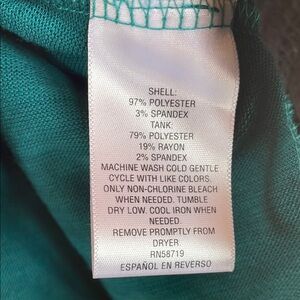 SHELL:
97% POLYESTER
3% SPANDEX
TANK:
79% POLYESTER
19% RAYON
2% SPANDEX
MACHINE WASH COLD GENTLE
CYCLE WITH LIKE COLORS.
ONLY NON-CHLORINE BLEACH
WHEN NEEDED. TUMBLE
DRY LOW. COOL IRON WHEN
NEEDED.
REMOVE PROMPTLY FROM
DRYER
RN58719
ESPAÑOL EN REVERSO